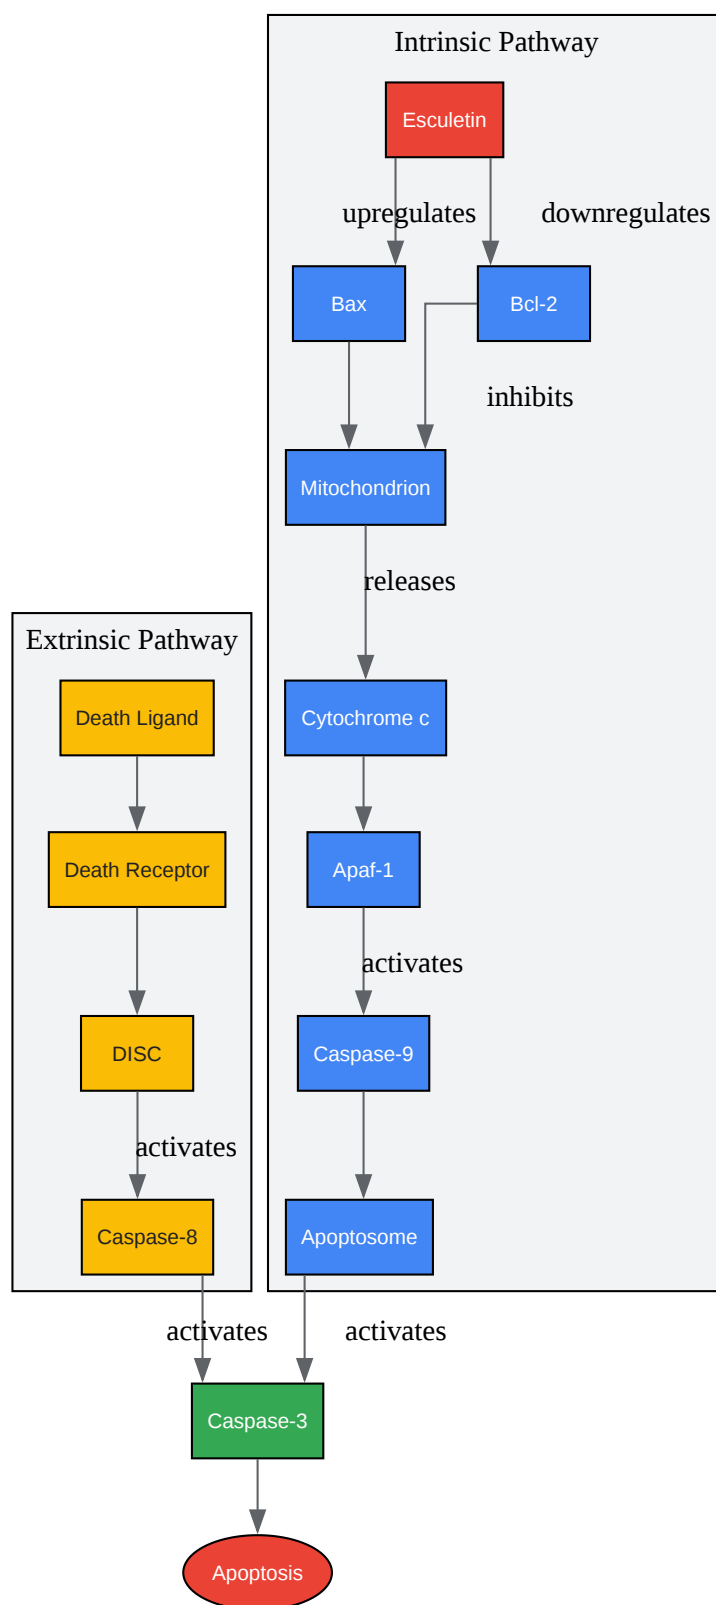 Intrinsic Pathway
Esculetin
upregulates
downregulates
Bax
Bcl-2
inhibits
Mitochondrion
releases
Extrinsic Pathway
Death Ligand
Cytochrome c
Death Receptor
Apaf-1
activates
DISC
Caspase-9
activates
Caspase-8
Apoptosome
activates
activates
Caspase-3
Apoptosis